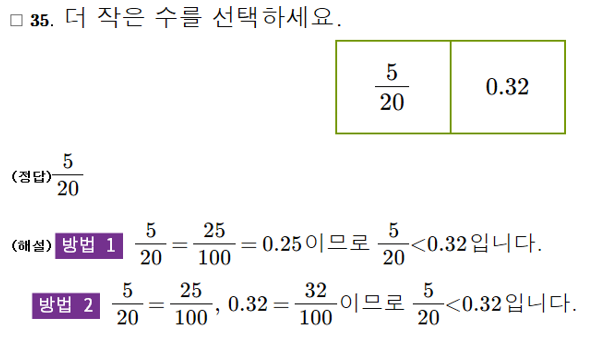 □ 35. 더 작은 수를 선택하세요.
5/20 0.32
(정답) 5/20
(해설) 방법 1 5/20 = 25/100 = 0.25이므로 5/20<0.32입니다.
방법 2 5/20 = 25/100, 0.32 = 32/100이므로 5/20<0.32입니다.